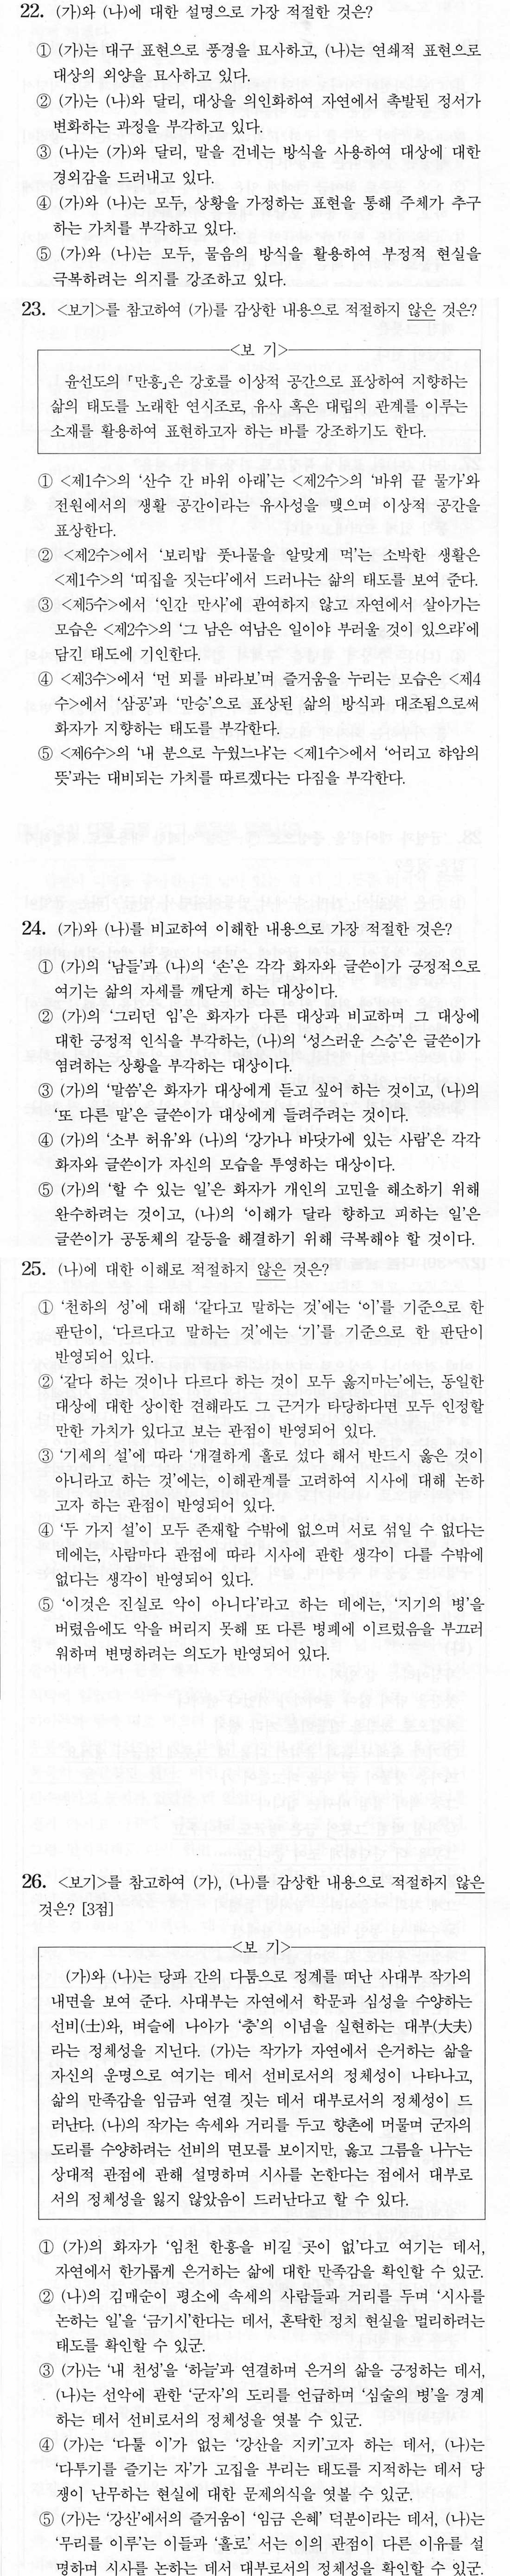 22. (가)와 (나)에 대한 설명으로 가장 적절한 것은?
① (가)는 대구 표현으로 풍경을 묘사하고, (나)는 연쇄적 표현으로
대상의 외양을 묘사하고 있다.
② (가)는 (나)와 달리, 대상을 의인화하여 자연에서 촉발된 정서가
변화하는 과정을 부각하고 있다.
③ (나)는 (가)와 달리, 말을 건네는 방식을 사용하여 대상에 대한
경외감을 드러내고 있다.
④ (가)와 (나)는 모두, 상황을 가정하는 표현을 통해 주체가 추구
하는 가치를 부각하고 있다.
⑤ (가)와 (나)는 모두, 물음의 방식을 활용하여 부정적 현실을
극복하려는 의지를 강조하고 있다.
23. <보기>를 참고하여 (가)를 감상한 내용으로 적절하지 않은 것은?
<보 기>
윤선도의 「만흥」은 강호를 이상적 공간으로 표상하여 지향하는
삶의 태도를 노래한 연시조로, 유사 혹은 대립의 관계를 이루는
소재를 활용하여 표현하고자 하는 바를 강조하기도 한다.
① <제1수>의 ‘산수 간 바위 아래’는 <제2수>의 ‘바위 끝 물가’와
전원에서의 생활 공간이라는 유사성을 맺으며 이상적 공간을
표상한다.
② <제2수>에서 ‘보리밥 풋나물을 알맞게 먹’는 소박한 생활은
<제1수>의 ‘띠집을 짓는다’에서 드러나는 삶의 태도를 보여 준다.
③ <제5수>에서 ‘인간 만사’에 관여하지 않고 자연에서 살아가는
모습은 <제2수>의 ‘그 남은 여남은 일이야 부러울 것이 있으랴’에
담긴 태도에 기인한다.
④ <제3수>에서 ‘먼 뫼를 바라보’며 즐거움을 누리는 모습은 <제4
수>에서 ‘삼공’과 ‘만승’으로 표상된 삶의 방식과 대조됨으로써
화자가 지향하는 태도를 부각한다.
⑤ <제6수>의 ‘내 분으로 누웠느냐’는 <제1수>에서 ‘어리고 하암의
뜻’과는 대비되는 가치를 따르겠다는 다짐을 부각한다.
24. (가)와 (나)를 비교하여 이해한 내용으로 가장 적절한 것은?
① (가)의 ‘남들’과 (나)의 ‘손’은 각각 화자와 글쓴이가 긍정적으로
여기는 삶의 자세를 깨닫게 하는 대상이다.
② (가)의 ‘그리던 임’은 화자가 다른 대상과 비교하며 그 대상에
대한 긍정적 인식을 부각하는, (나)의 ‘성스러운 스승’은 글쓴이가
염려하는 상황을 부각하는 대상이다.
③ (가)의 ‘말씀’은 화자가 대상에게 듣고 싶어 하는 것이고, (나)의
‘또 다른 말’은 글쓴이가 대상에게 들려주려는 것이다.
④ (가)의 ‘소부 허유’와 (나)의 ‘강가나 바닷가에 있는 사람’은 각각
화자와 글쓴이가 자신의 모습을 투영하는 대상이다.
⑤ (가)의 ‘할 수 있는 일’은 화자가 개인의 고민을 해소하기 위해
완수하려는 것이고, (나)의 ‘이해가 달라 향하고 피하는 일’은
글쓴이가 공동체의 갈등을 해결하기 위해 극복해야 할 것이다.
25. (나)에 대한 이해로 적절하지 않은 것은?
① ‘천하의 성’에 대해 ‘같다고 말하는 것’에는 ‘이’를 기준으로 한
판단이, ‘다르다고 말하는 것’에는 ‘기’를 기준으로 한 판단이
반영되어 있다.
② ‘같다 하는 것이나 다르다 하는 것이 모두 옳지마는’에는, 동일한
대상에 대한 상이한 견해라도 그 근거가 타당하다면 모두 인정할
만한 가치가 있다고 보는 관점이 반영되어 있다.
③ ‘기세의 설’에 따라 ‘개결하게 홀로 섰다 해서 반드시 옳은 것이
아니라고 하는 것’에는, 이해관계를 고려하여 시사에 대해 논하
고자 하는 관점이 반영되어 있다.
④ ‘두 가지 설’이 모두 존재할 수밖에 없으며 서로 섞일 수 없다는
데에는, 사람마다 관점에 따라 시사에 관한 생각이 다를 수밖에
없다는 생각이 반영되어 있다.
⑤ ‘이것은 진실로 악이 아니다’라고 하는 데에는, ‘지기의 병’을
버렸음에도 악을 버리지 못해 또 다른 병폐에 이르렀음을 부끄러
워하며 변명하려는 의도가 반영되어 있다.
26. <보기>를 참고하여 (가), (나)를 감상한 내용으로 적절하지 않은
것은? [3점]
<보 기>
(가)와 (나)는 당파 간의 다툼으로 정계를 떠난 사대부 작가의
내면을 보여 준다. 사대부는 자연에서 학문과 심성을 수양하는
선비(士)와, 벼슬에 나아가 ‘충’의 이념을 실현하는 대부(大夫)
라는 정체성을 지닌다. (가)는 작가가 자연에서 은거하는 삶을
자신의 운명으로 여기는 데서 선비로서의 정체성이 나타나고,
삶의 만족감을 임금과 연결 짓는 데서 대부로서의 정체성이 드
러난다. (나)의 작가는 속세와 거리를 두고 향촌에 머물며 군자의
도리를 수양하려는 선비의 면모를 보이지만, 옳고 그름을 나누는
상대적 관점에 관해 설명하며 시사를 논한다는 점에서 대부로
서의 정체성을 잃지 않았음이 드러난다고 할 수 있다.
① (가)의 화자가 ‘임천 한흥을 비길 곳이 없’다고 여기는 데서,
자연에서 한가롭게 은거하는 삶에 대한 만족감을 확인할 수 있군.
② (나)의 김매순이 평소에 속세의 사람들과 거리를 두며 ‘시사를
논하는 일’을 ‘금기시’한다는 데서, 혼탁한 정치 현실을 멀리하려는
태도를 확인할 수 있군.
③ (가)는 ‘내 천성’을 ‘하늘’과 연결하며 은거의 삶을 긍정하는 데서,
(나)는 선악에 관한 ‘군자’의 도리를 언급하며 ‘심술의 병’을 경계
하는 데서 선비로서의 정체성을 엿볼 수 있군.
④ (가)는 ‘다툴 이’가 없는 ‘강산을 지키’고자 하는 데서, (나)는
‘다투기를 즐기는 자’가 고집을 부리는 태도를 지적하는 데서 당
쟁이 난무하는 현실에 대한 문제의식을 엿볼 수 있군.
⑤ (가)는 ‘강산’에서의 즐거움이 ‘임금 은혜’ 덕분이라는 데서, (나)는
‘무리를 이루’는 이들과 ‘홀로’ 서는 이의 관점이 다른 이유를 설
명하며 시사를 논하는 데서 대부로서의 정체성을 확인할 수 있군.